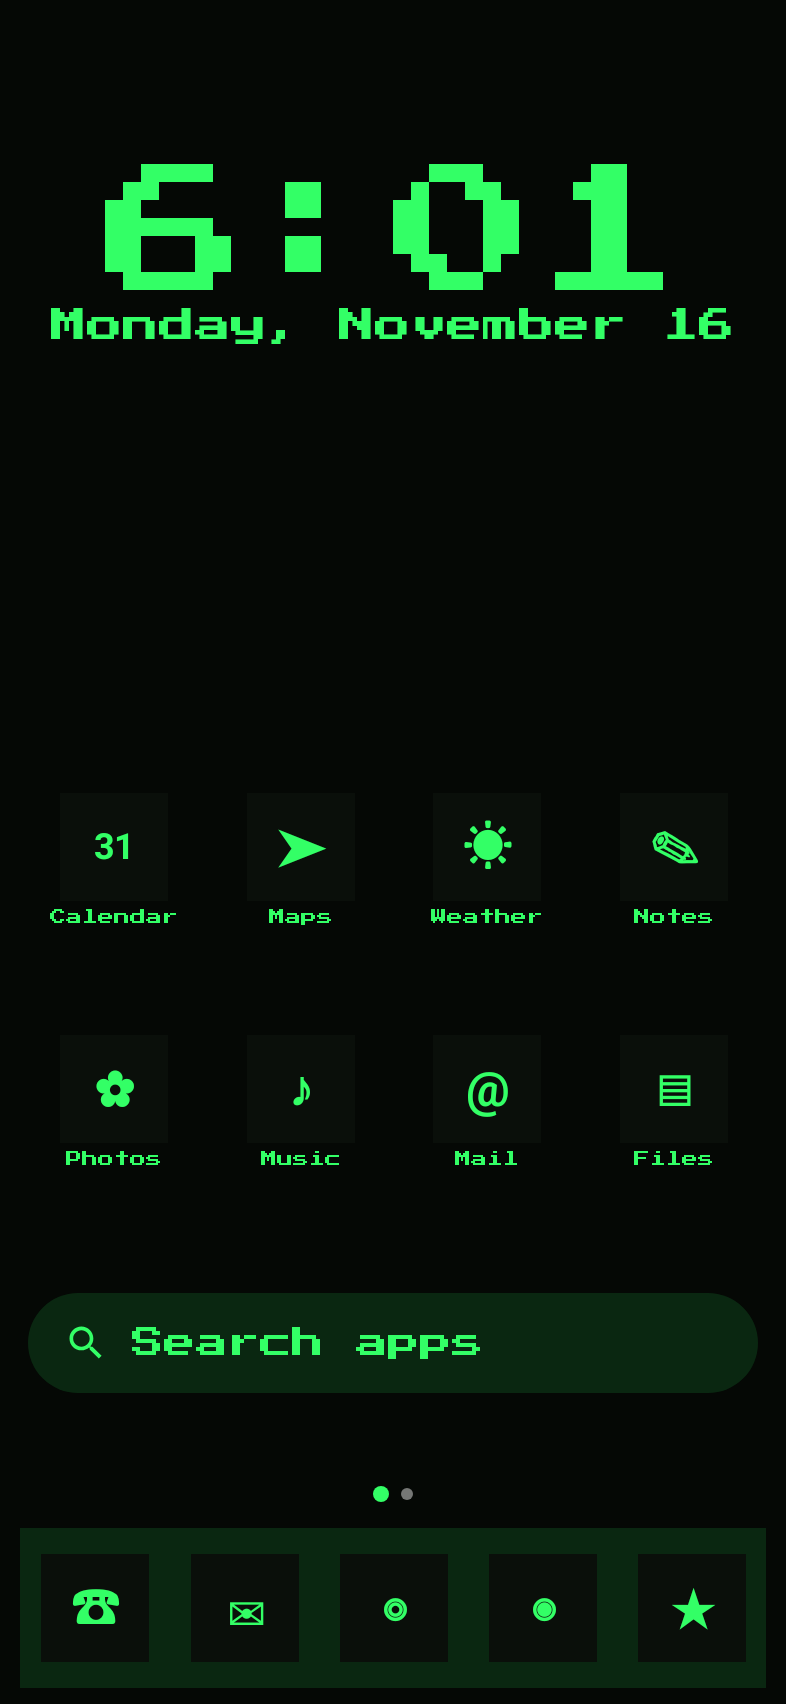 6:01
Monday, November 16
31
Calendar Maps Weather Notes
@
Photos Music Mail Files
Search apps